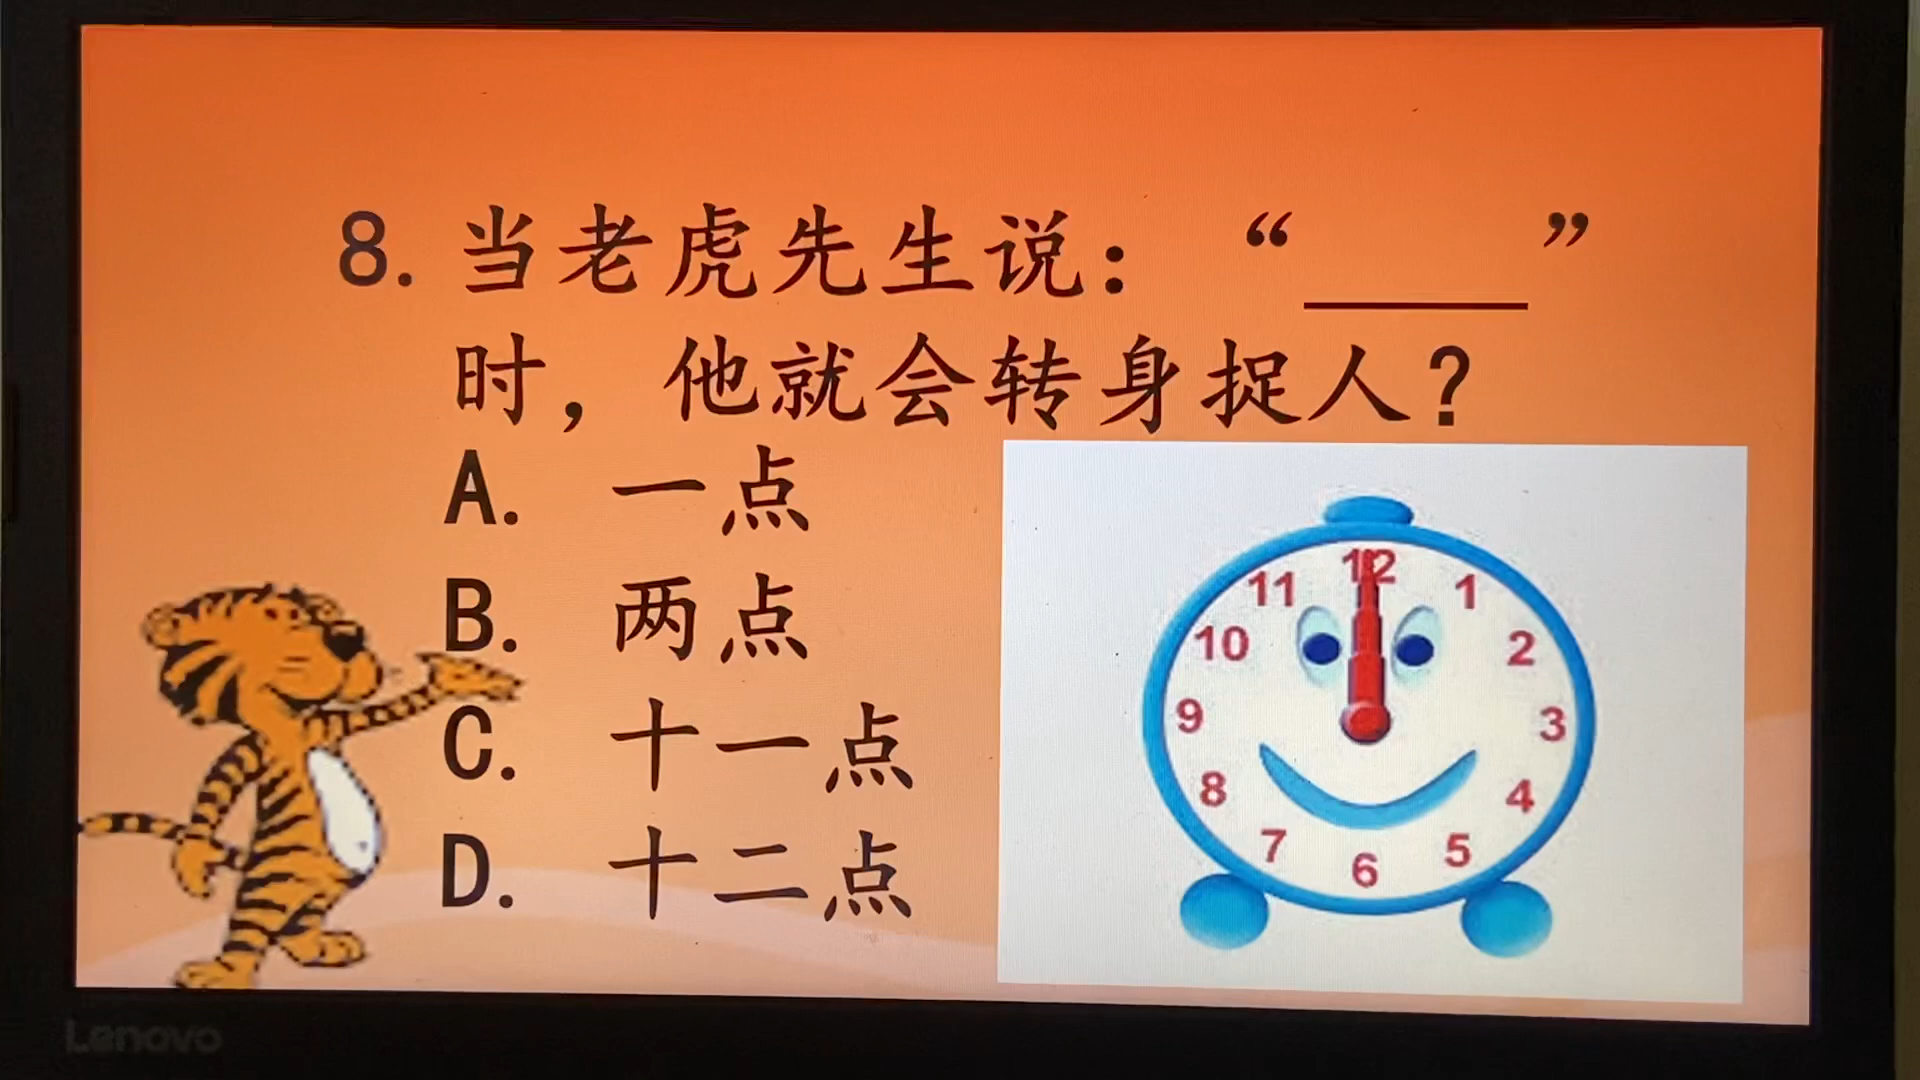 8. 当老虎先生说：“____”
时，他就会转身捉人？
A. 一点
B. 两点
C. 十一点
D. 十二点
12
11 1
10 2
9 3
8 4
7 5
6
Lenovo